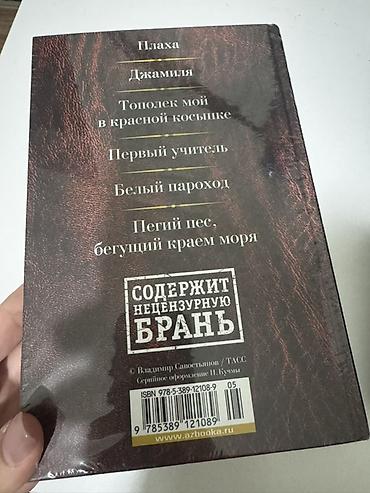 Плаха
Джамиля
Тополек мой
в красной косынке
Первый учитель
Белый пароход
Пегий пес,
бегущий краем моря
СОДЕРЖИТ
НЕЦЕНЗУРНУЮ
БРАНЬ
© Владимир Савостьянов / ТАСС
Серийное оформление И. Кучмы
ISBN 978-5-389-12108-9
05
9 785389 121089
www.azbooka.ru